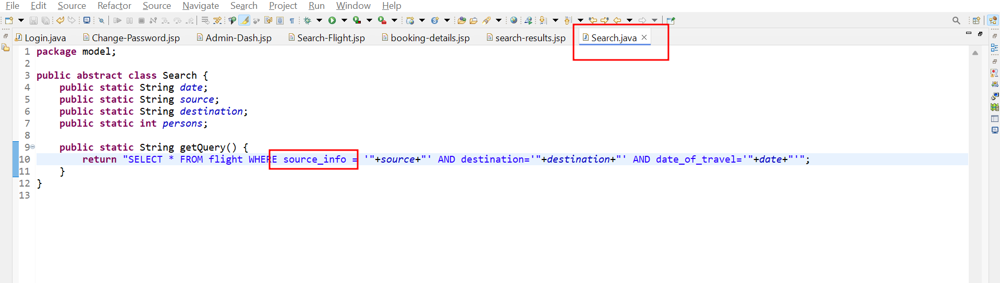 File Edit Source Refactor Source Navigate Search Project Run Window Help
Login.java Change-Password.jsp Admin-Dash.jsp Search-Flight.jsp booking-details.jsp search-results.jsp Search.java
1 package model;
2
3 public abstract class Search {
4 public static String date;
5 public static String source;
6 public static String destination;
7 public static int persons;
8
9 public static String getQuery() {
10 return "SELECT * FROM flight WHERE source_info = '"+source+"' AND destination='"+destination+"' AND date_of_travel='"+date+"'";
11 }
12 }
13